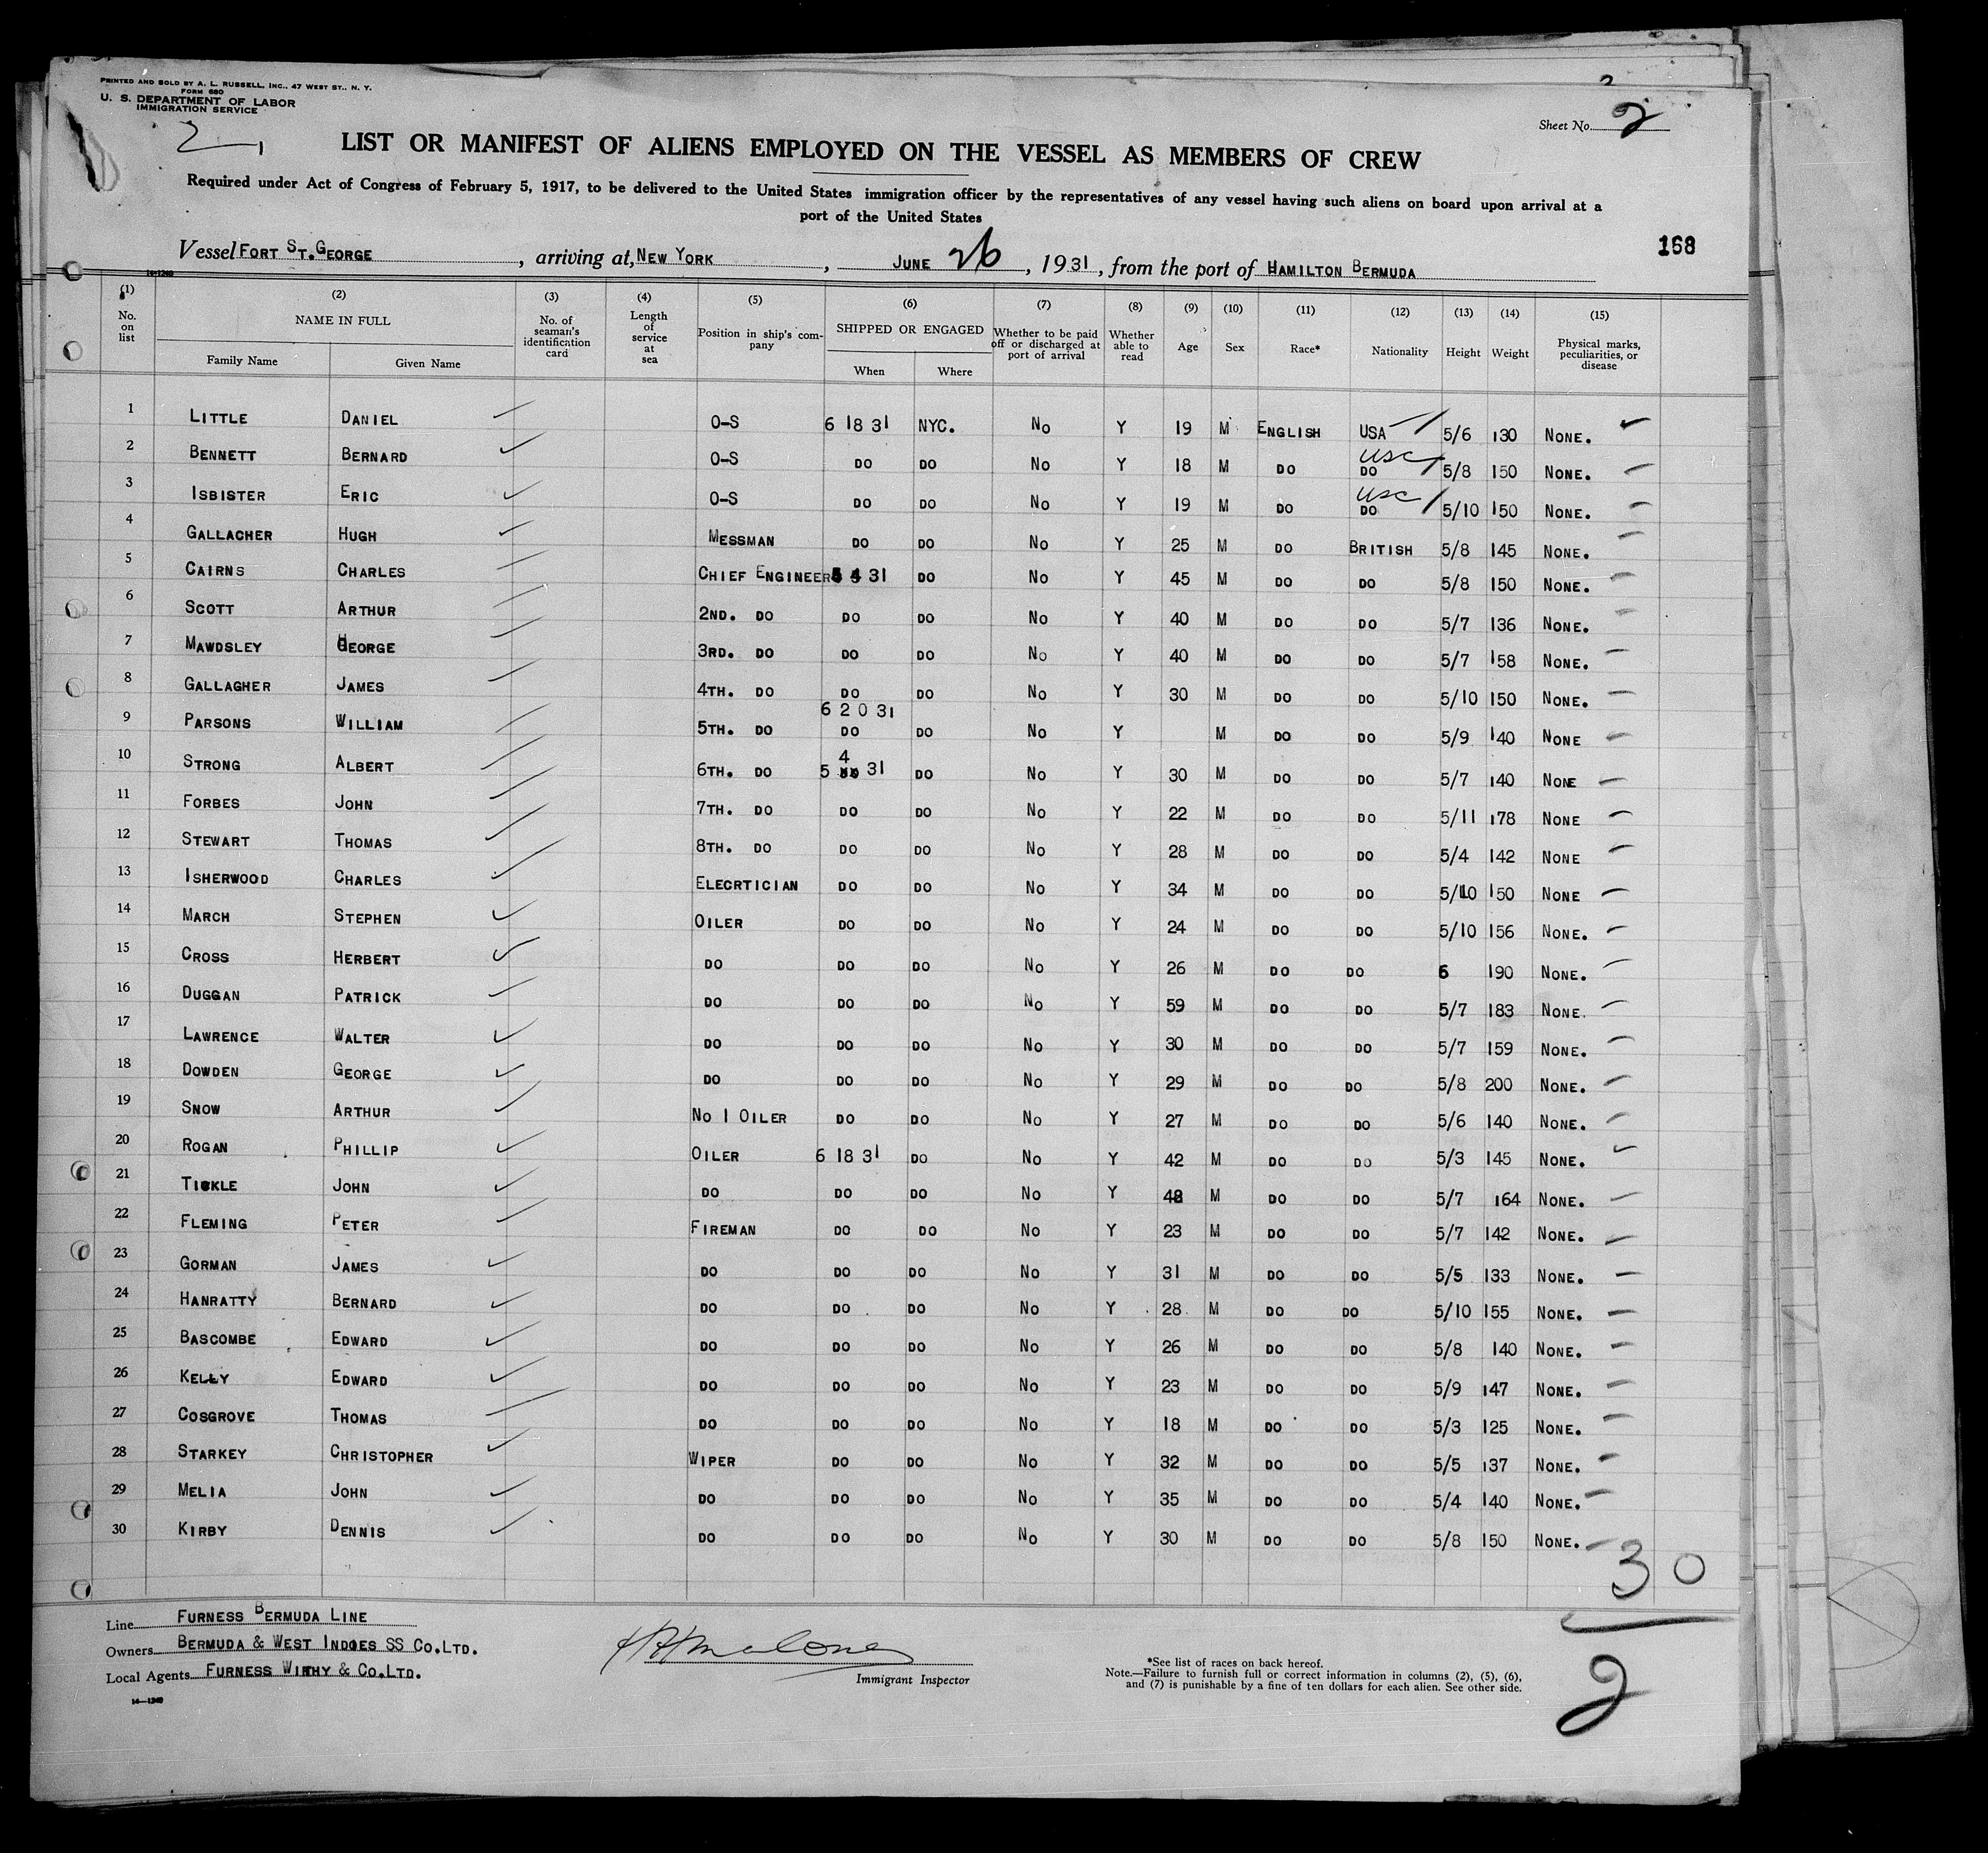 PRINTED AND SOLD BY A. L. RUSSELL, INC., 47 WEST ST., N. Y.
FORM 680
U. S. DEPARTMENT OF LABOR
IMMIGRATION SERVICE
2
Sheet No. 2
LIST OR MANIFEST OF ALIENS EMPLOYED ON THE VESSEL AS MEMBERS OF CREW
Required under Act of Congress of February 5, 1917, to be delivered to the United States immigration officer by the representatives of any vessel having such aliens on board upon arrival at a
port of the United States
168
Vessel FORT ST. GEORGE, arriving at, NEW YORK, JUNE 26, 1931, from the port of HAMILTON BERMUDA
14-1240
(1) (2) (3) (4) (5) (6) (7) (8) (9) (10) (11) (12) (13) (14) (15)
No. on list NAME IN FULL Family Name Given Name No. of seaman's identification card Length of service at sea Position in ship's company SHIPPED OR ENGAGED When Where Whether to be paid off or discharged at port of arrival Whether able to read Age Sex Race* Nationality Height Weight Physical marks, peculiarities, or disease
1 LITTLE DANIEL O-S 6 18 31 NYC. NO Y 19 M ENGLISH USA 5/6 130 NONE.
2 BENNETT BERNARD O-S DO DO NO Y 18 M DO DO USC 5/8 150 NONE.
3 ISBISTER ERIC O-S DO DO NO Y 19 M DO DO USC 5/10 150 NONE.
4 GALLAGHER HUGH MESSMAN DO DO NO Y 25 M DO BRITISH 5/8 145 NONE.
5 CAIRNS CHARLES CHIEF ENGINEER 5 4 31 DO NO Y 45 M DO DO 5/8 150 NONE.
6 SCOTT ARTHUR 2ND. DO DO DO NO Y 40 M DO DO 5/7 136 NONE.
7 MAWDSLEY GEORGE 3RD. DO DO DO NO Y 40 M DO DO 5/7 158 NONE.
8 GALLAGHER JAMES 4TH. DO DO DO NO Y 30 M DO DO 5/10 150 NONE.
9 PARSONS WILLIAM 5TH. DO 6 20 31 DO DO NO Y M DO DO 5/9 140 NONE
10 STRONG ALBERT 6TH. DO 5 4 31 DO NO Y 30 M DO DO 5/7 140 NONE
11 FORBES JOHN 7TH. DO DO DO NO Y 22 M DO DO 5/11 178 NONE
12 STEWART THOMAS 8TH. DO DO DO NO Y 28 M DO DO 5/4 142 NONE
13 ISHERWOOD CHARLES ELECRTICIAN DO DO NO Y 34 M DO DO 5/10 150 NONE
14 MARCH STEPHEN OILER DO DO NO Y 24 M DO DO 5/10 156 NONE.
15 CROSS HERBERT DO DO DO NO Y 26 M DO DO 6 190 NONE.
16 DUGGAN PATRICK DO DO DO NO Y 59 M DO DO 5/7 183 NONE.
17 LAWRENCE WALTER DO DO DO NO Y 30 M DO DO 5/7 159 NONE.
18 DOWDEN GEORGE DO DO DO NO Y 29 M DO DO 5/8 200 NONE.
19 SNOW ARTHUR NO 1 OILER DO DO NO Y 27 M DO DO 5/6 140 NONE.
20 ROGAN PHILLIP OILER 6 18 31 DO NO Y 42 M DO DO 5/3 145 NONE.
21 TICKLE JOHN DO DO DO NO Y 48 M DO DO 5/7 164 NONE.
22 FLEMING PETER FIREMAN DO DO NO Y 23 M DO DO 5/7 142 NONE.
23 GORMAN JAMES DO DO DO NO Y 31 M DO DO 5/5 133 NONE.
24 HANRATTY BERNARD DO DO DO NO Y 28 M DO DO 5/10 155 NONE.
25 BASCOMBE EDWARD DO DO DO NO Y 26 M DO DO 5/8 140 NONE.
26 KELLY EDWARD DO DO DO NO Y 23 M DO DO 5/9 147 NONE.
27 COSGROVE THOMAS DO DO DO NO Y 18 M DO DO 5/3 125 NONE.
28 STARKEY CHRISTOPHER WIPER DO DO NO Y 32 M DO DO 5/5 137 NONE.
29 MELIA JOHN DO DO DO NO Y 35 M DO DO 5/4 140 NONE.
30 KIRBY DENNIS DO DO DO NO Y 30 M DO DO 5/8 150 NONE.
30
2
Line FURNESS BERMUDA LINE
Owners BERMUDA & WEST INDIES SS CO. LTD.
Local Agents FURNESS WITHY & CO. LTD.
14-1240
Malone
Immigrant Inspector
*See list of races on back hereof.
Note.—Failure to furnish full or correct information in columns (2), (5), (6),
and (7) is punishable by a fine of ten dollars for each alien. See other side.